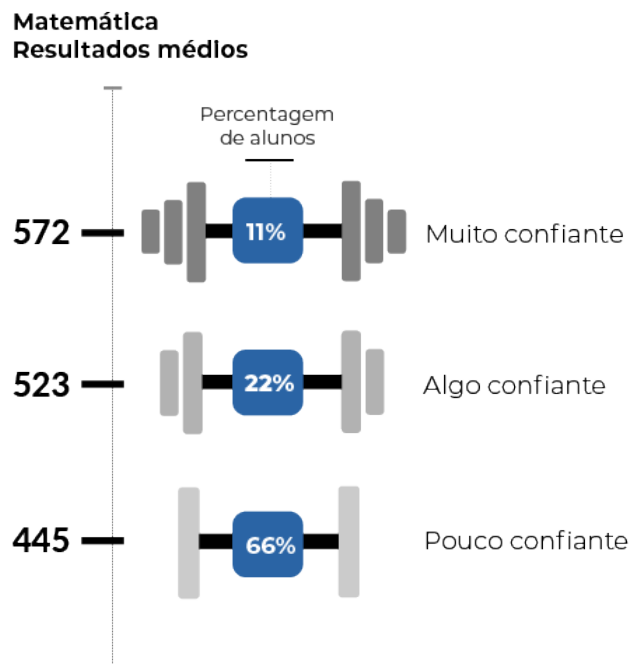 Matemática
Resultados médios
Percentagem
de alunos
572
11%
Muito confiante
523
22%
Algo confiante
445
66%
Pouco confiante